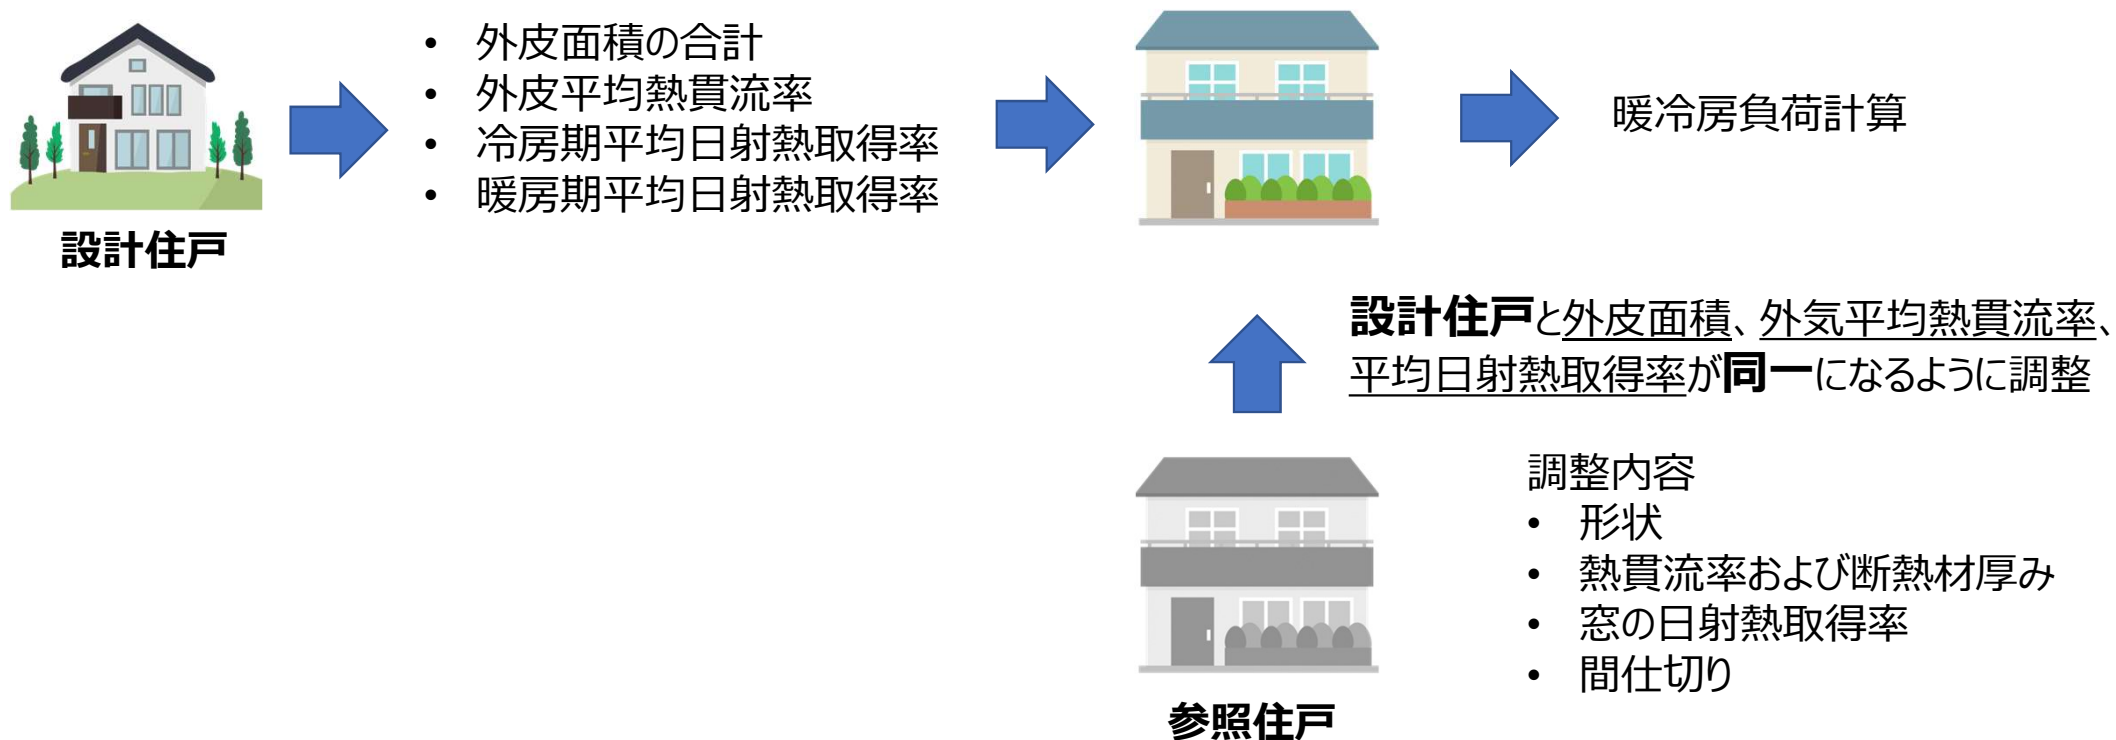 • 外皮面積の合計
• 外皮平均熱貫流率
• 冷房期平均日射熱取得率
• 暖房期平均日射熱取得率
設計住戸
暖冷房負荷計算
設計住戸と外皮面積、外気平均熱貫流率、
平均日射熱取得率が同一になるように調整
調整内容
• 形状
• 熱貫流率および断熱材厚み
• 窓の日射熱取得率
• 間仕切り
参照住戸